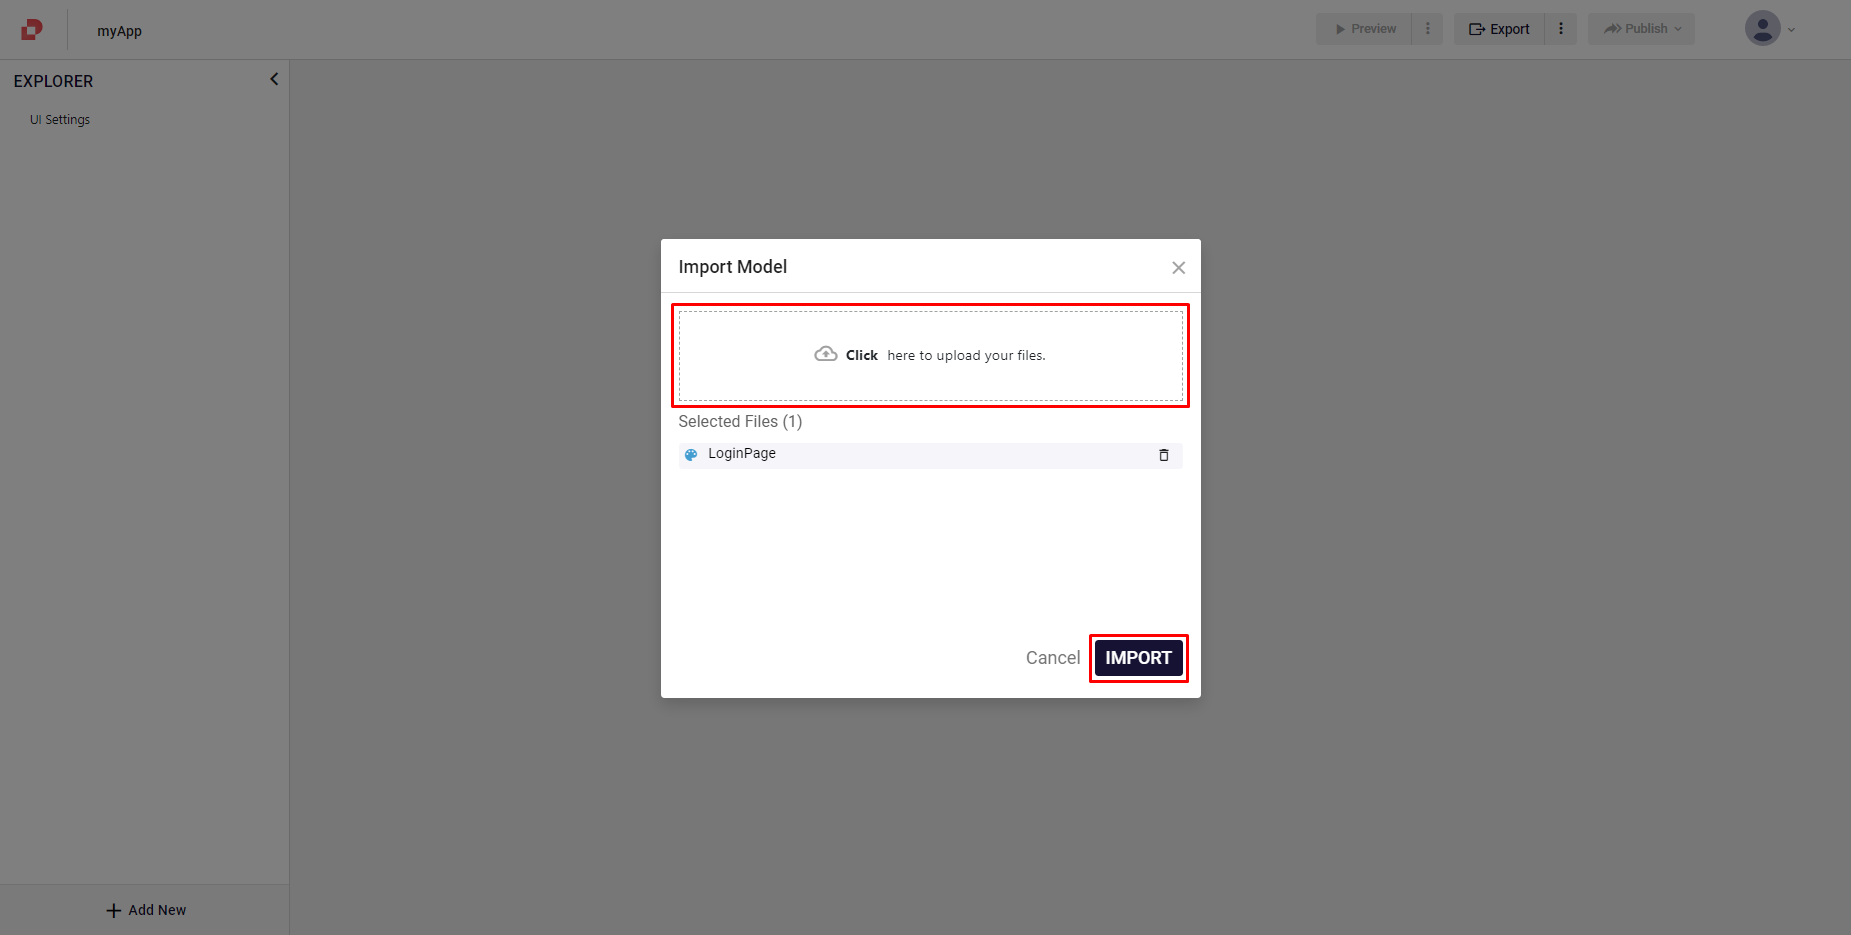 myApp
Preview
Export
Publish
EXPLORER
UI Settings
Import Model
Click here to upload your files.
Selected Files (1)
LoginPage
Cancel
IMPORT
Add New